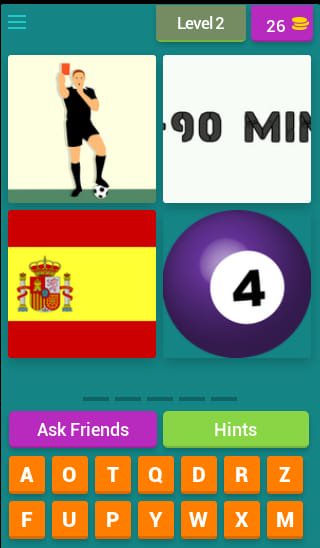 Level 2
26
-90 MIN
4
Ask Friends
Hints
A O T Q D R Z
F U P Y W X M